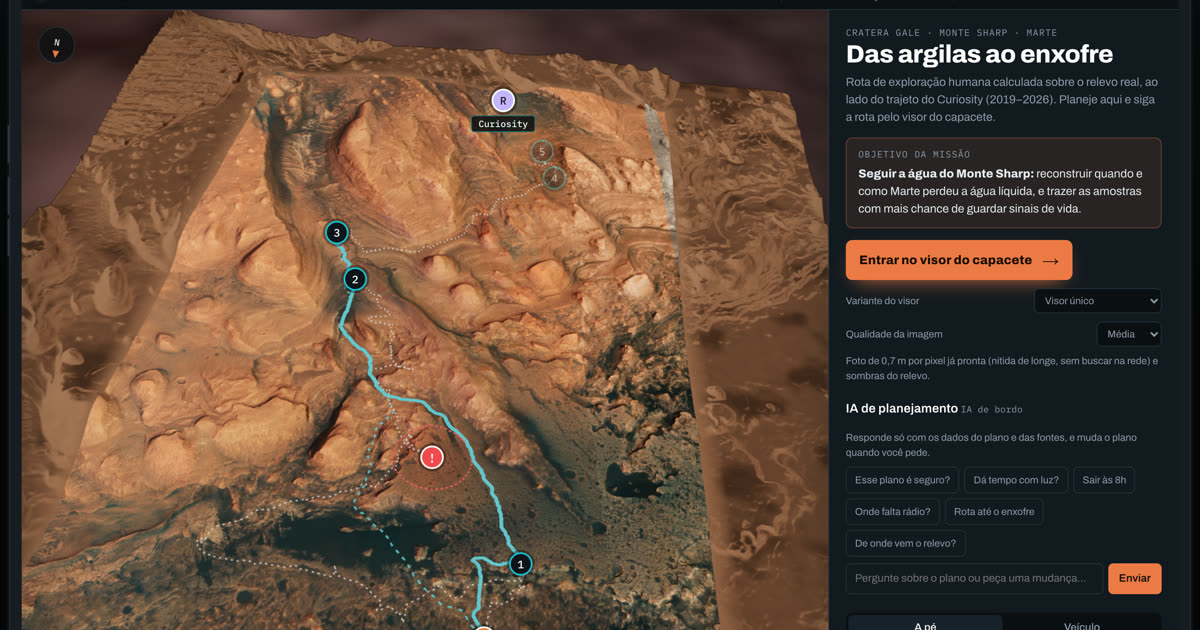 N
R
Curiosity
5
4
3
2
!
1
CRATERA GALE · MONTE SHARP · MARTE
Das argilas ao enxofre
Rota de exploração humana calculada sobre o relevo real, ao
lado do trajeto do Curiosity (2019–2026). Planeje aqui e siga
a rota pelo visor do capacete.
OBJETIVO DA MISSÃO
Seguir a água do Monte Sharp: reconstruir quando e
como Marte perdeu a água líquida, e trazer as amostras
com mais chance de guardar sinais de vida.
Entrar no visor do capacete →
Variante do visor Visor único
Qualidade da imagem Média
Foto de 0,7 m por pixel já pronta (nítida de longe, sem buscar na rede) e
sombras do relevo.
IA de planejamento IA de bordo
Responde só com os dados do plano e das fontes, e muda o plano
quando você pede.
Esse plano é seguro? Dá tempo com luz? Sair às 8h
Onde falta rádio? Rota até o enxofre
De onde vem o relevo?
Pergunte sobre o plano ou peça uma mudança... Enviar
A pé Veículo